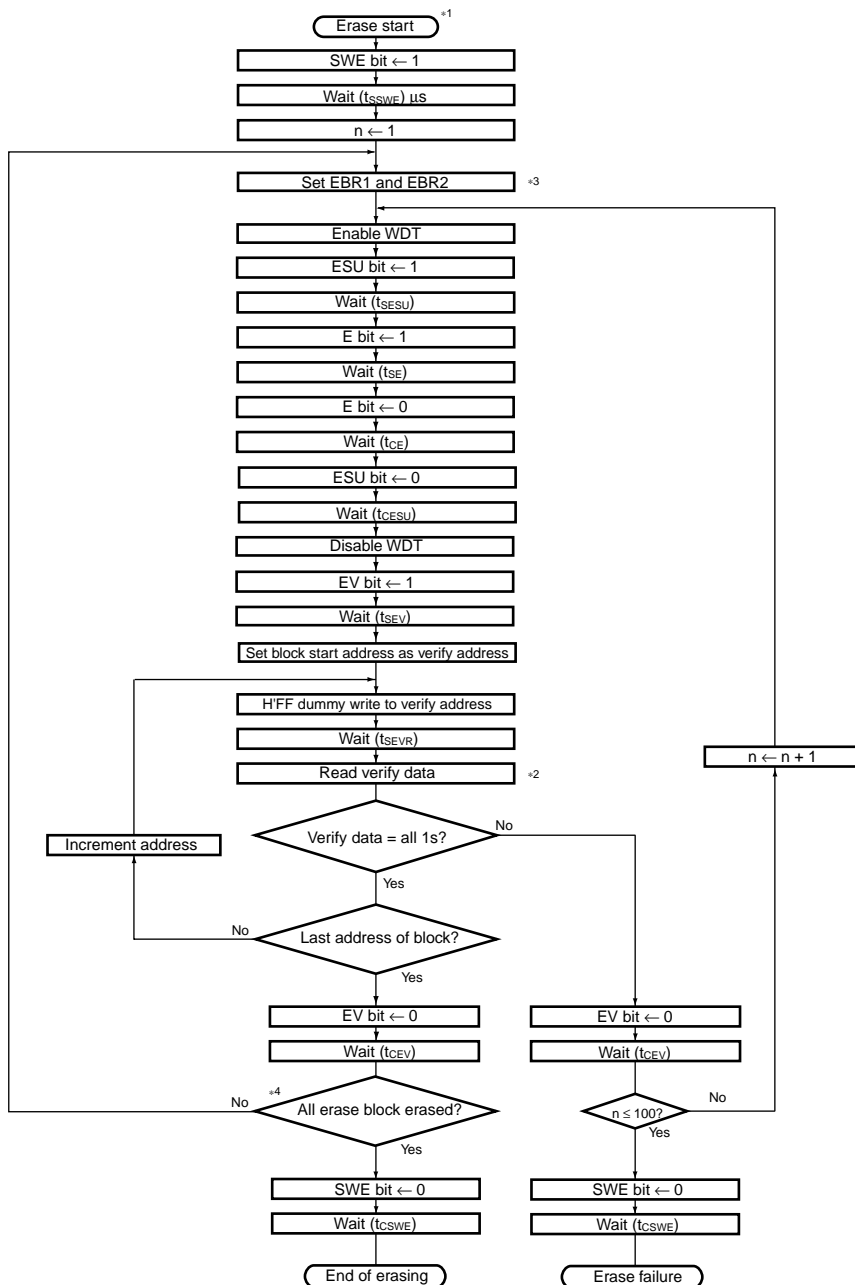 Erase start
*1
SWE bit ← 1
Wait (tSSWE) μs
n ← 1
Set EBR1 and EBR2
*3
Enable WDT
ESU bit ← 1
Wait (tSESU)
E bit ← 1
Wait (tSE)
E bit ← 0
Wait (tCE)
ESU bit ← 0
Wait (tCESU)
Disable WDT
EV bit ← 1
Wait (tSEV)
Set block start address as verify address
H'FF dummy write to verify address
Wait (tSEVR)
n ← n + 1
Read verify data
*2
Verify data = all 1s?
No
Increment address
Yes
Last address of block?
No
Yes
EV bit ← 0
EV bit ← 0
Wait (tCEV)
Wait (tCEV)
*4
No
All erase block erased?
n ≤ 100?
No
Yes
Yes
SWE bit ← 0
SWE bit ← 0
Wait (tCSWE)
Wait (tCSWE)
End of erasing
Erase failure